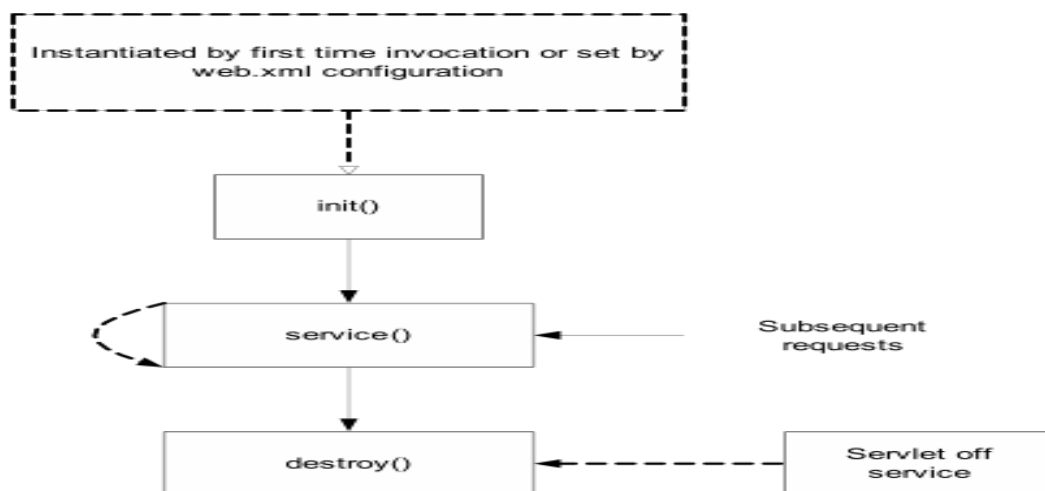 Instantiated by first time invocation or set by
web.xml configuration
init()
service()
Subsequent
requests
destroy()
Servlet off
service